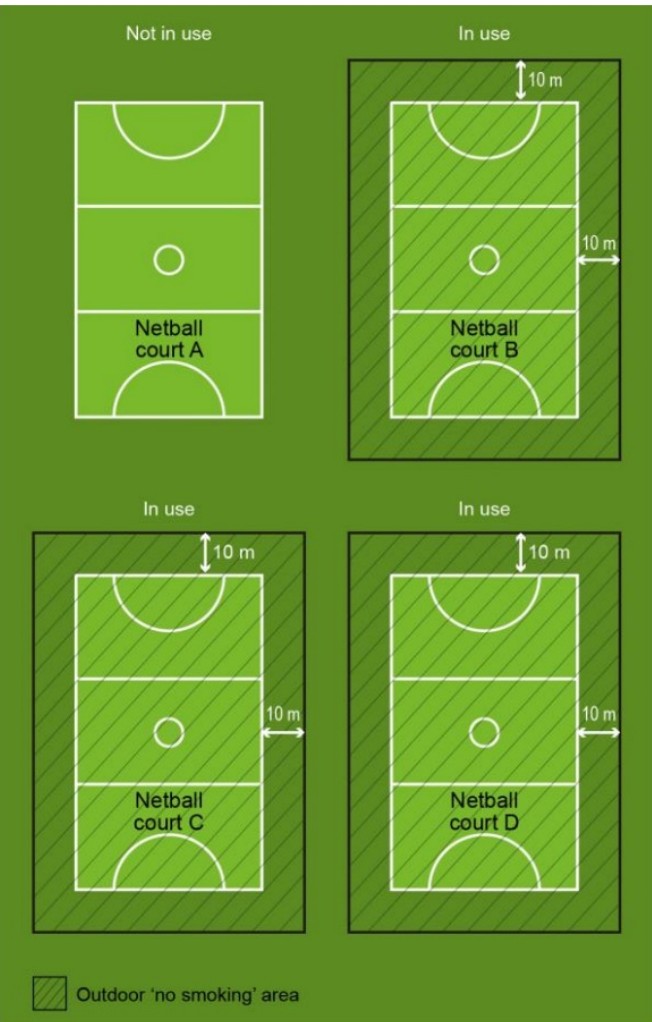 Not in use
In use
10 m
10 m
Netball
court A
Netball
court B
In use
In use
10 m
10 m
10 m
10 m
Netball
court C
Netball
court D
Outdoor ‘no smoking’ area